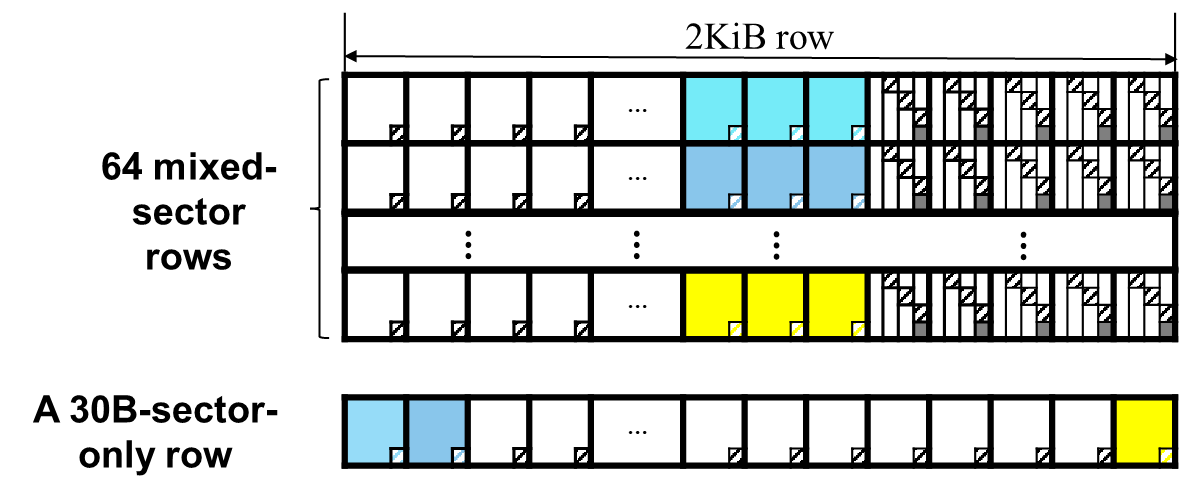 2KiB row
...
64 mixed-
sector
rows
...
...
A 30B-sector-
only row
...